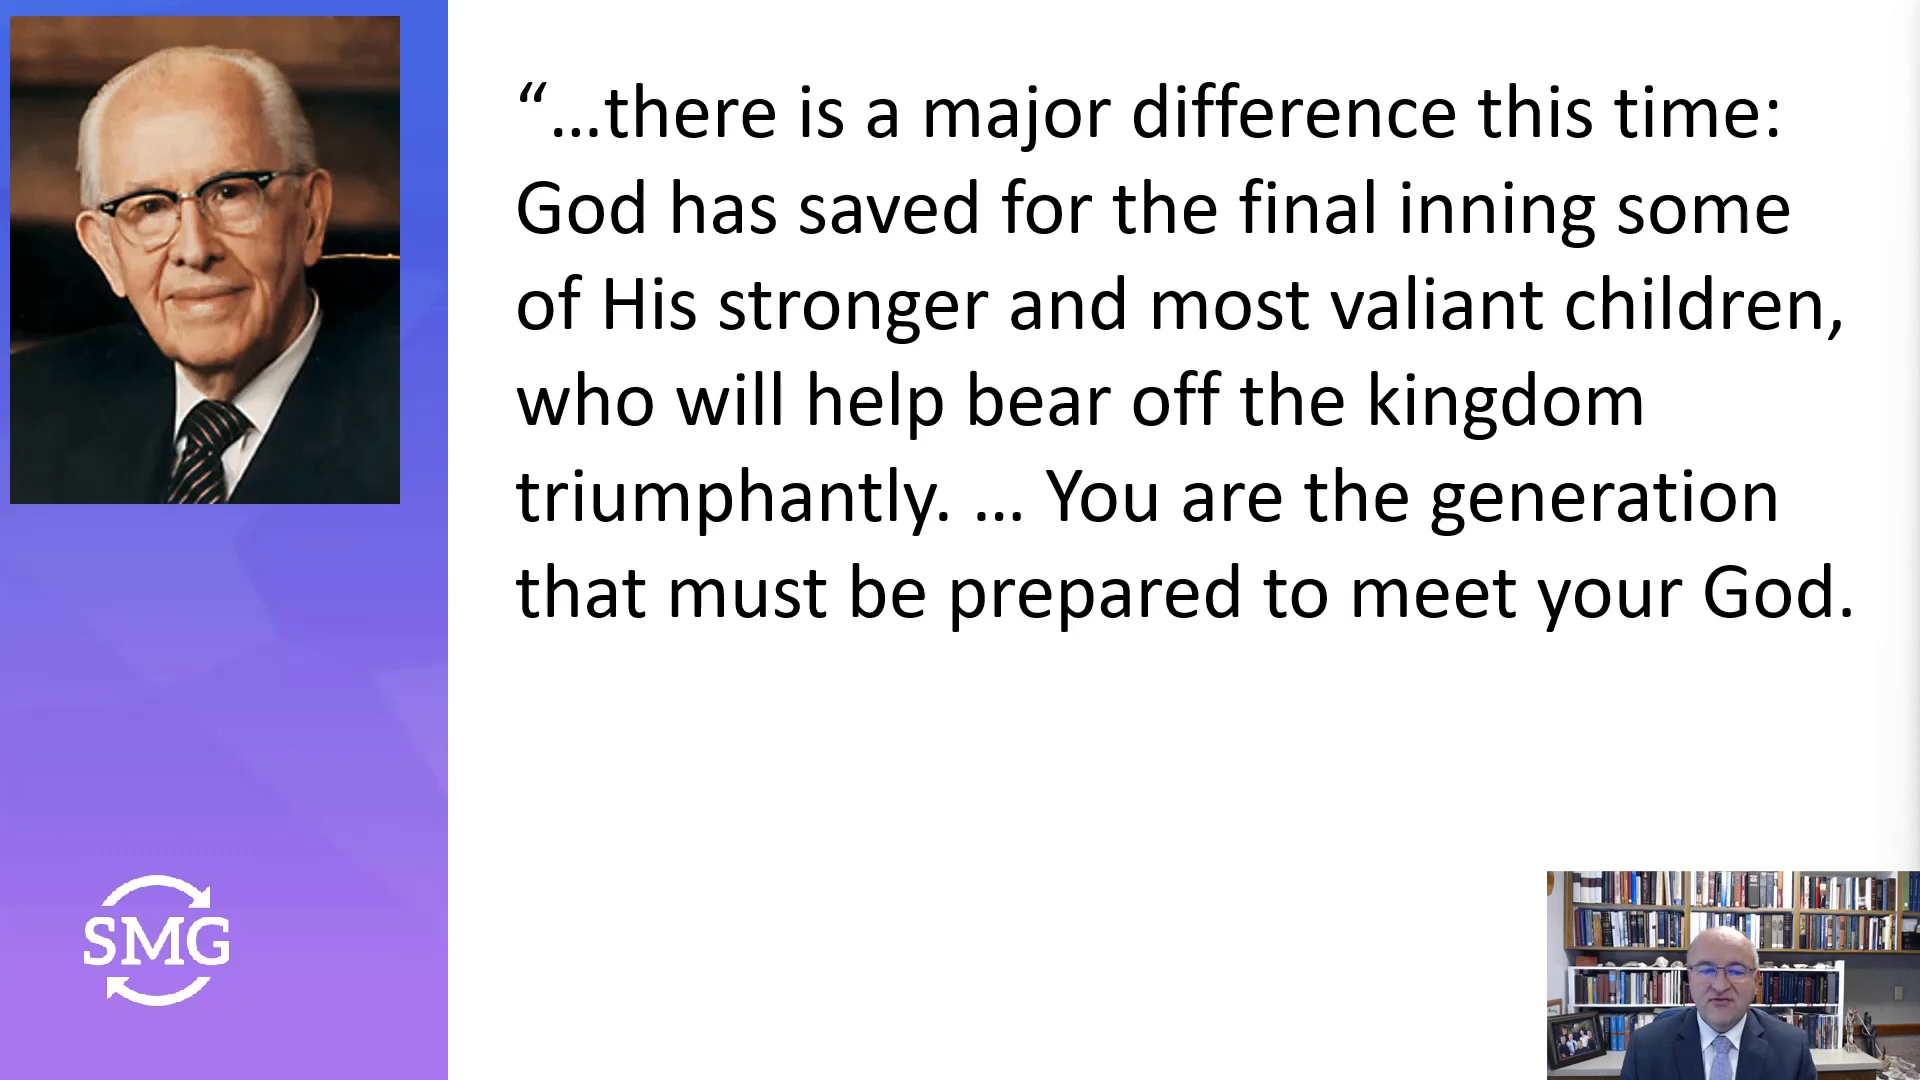 “…there is a major difference this time:
God has saved for the final inning some
of His stronger and most valiant children,
who will help bear off the kingdom
triumphantly. … You are the generation
that must be prepared to meet your God.
SMG